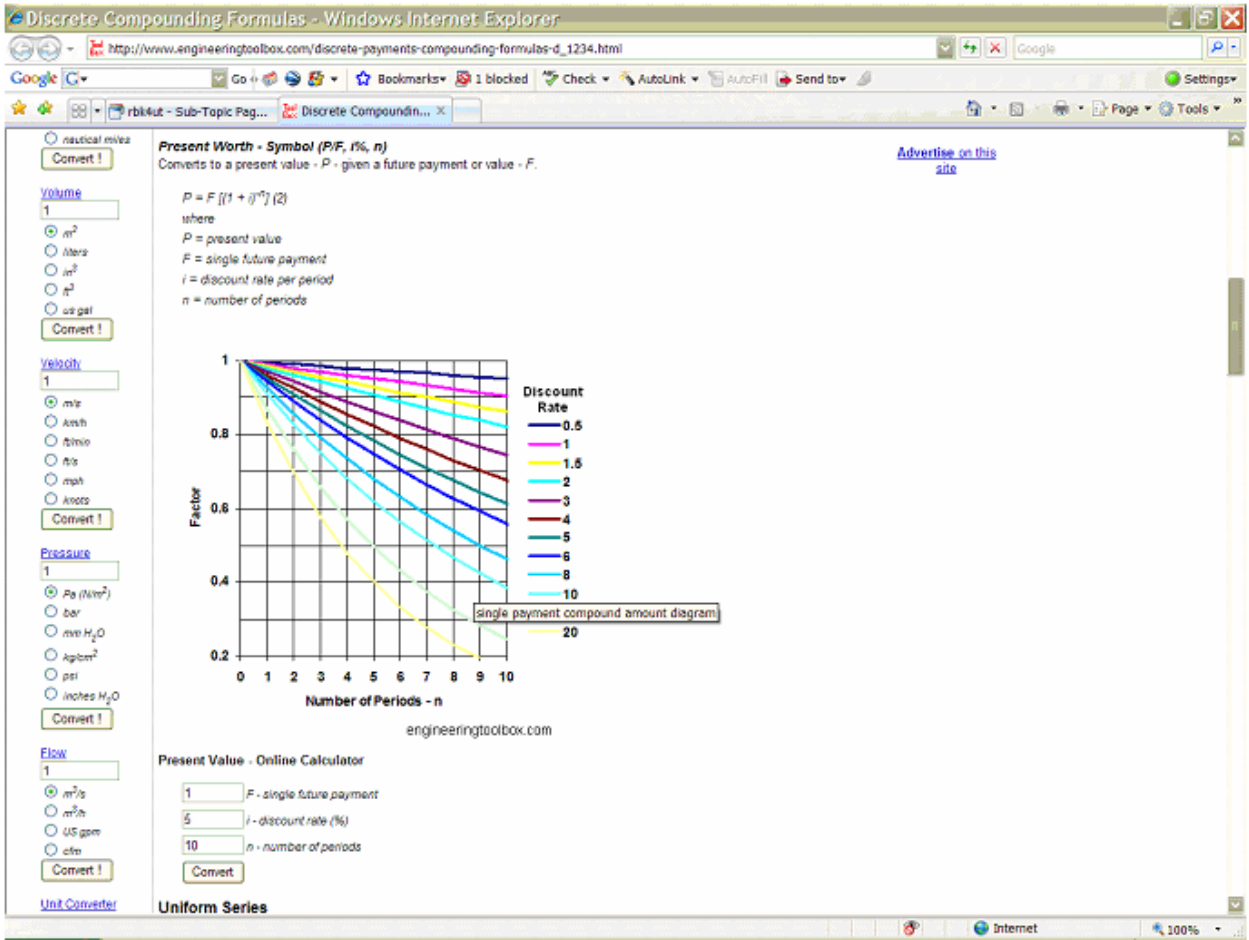 Discrete Compounding Formulas - Windows Internet Explorer
http://www.engineeringtoolbox.com/discrete-payments-compounding-formulas-d_1234.html
Google
Google G Go Bookmarks 1 blocked Check AutoLink AutoFill Send to Settings
rbk4ut - Sub-Topic Pag... Discrete Compoundin... X Page Tools »
nautical miles
Convert !
Volume
1
m²
liters
in³
ft³
us gal
Convert !
Velocity
1
m/s
km/h
ft/min
ft/s
mph
knots
Convert !
Pressure
1
Pa (N/m²)
bar
mm H₂O
kg/cm²
psi
inches H₂O
Convert !
Flow
1
m³/s
m³/h
US gpm
cfm
Convert !
Unit Converter
Present Worth - Symbol (P/F, i%, n)
Converts to a present value - P - given a future payment or value - F.
P = F [(1 + i)⁻ⁿ] (2)
where
P = present value
F = single future payment
i = discount rate per period
n = number of periods
1
0.8
0.6
0.4
0.2
Factor
0 1 2 3 4 5 6 7 8 9 10
Number of Periods - n
Discount
Rate
0.5
1
1.5
2
3
4
5
6
8
10
single payment compound amount diagram
20
engineeringtoolbox.com
Present Value - Online Calculator
1 F - single future payment
5 i - discount rate (%)
10 n - number of periods
Convert
Uniform Series
Advertise on this
site
Internet 100%